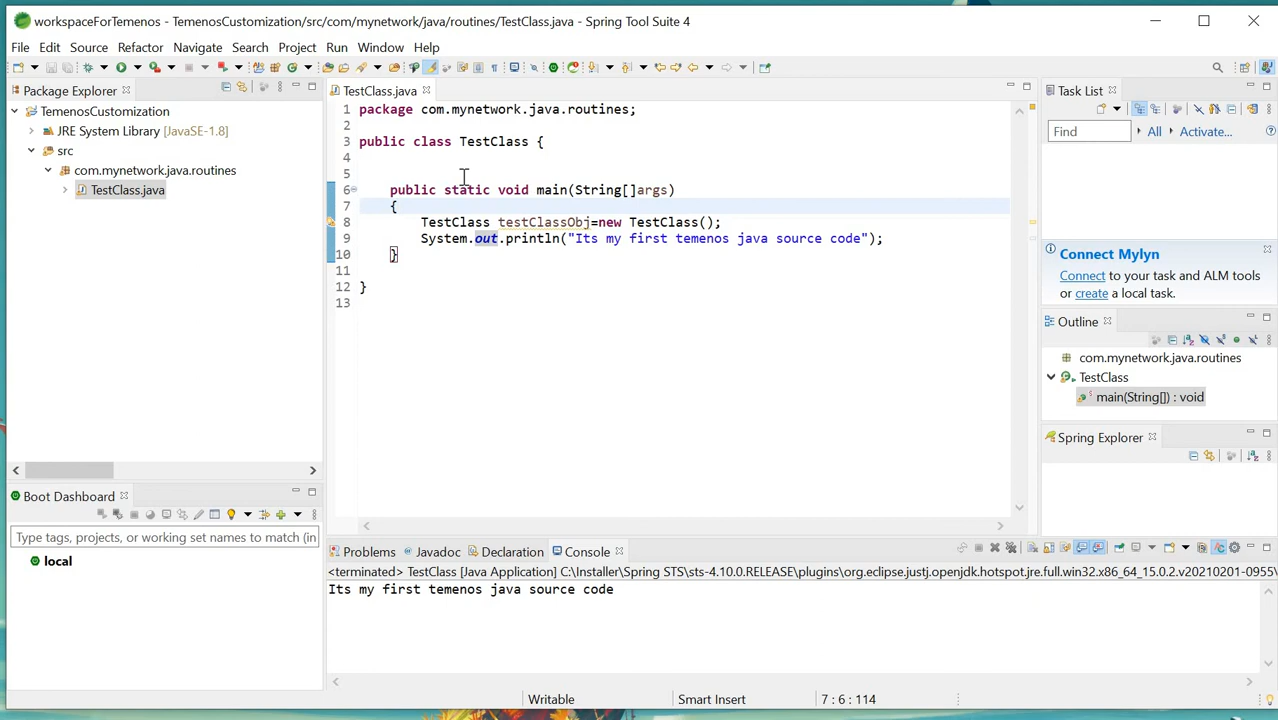 workspaceForTemenos - TemenosCustomization/src/com/mynetwork/java/routines/TestClass.java - Spring Tool Suite 4
File Edit Source Refactor Navigate Search Project Run Window Help
Package Explorer
TemenosCustomization
JRE System Library [JavaSE-1.8]
src
com.mynetwork.java.routines
TestClass.java
Boot Dashboard
Type tags, projects, or working set names to match (in
local
TestClass.java
1 package com.mynetwork.java.routines;
2
3 public class TestClass {
4
5
6 public static void main(String[]args)
7 {
8 TestClass testClassObj=new TestClass();
9 System.out.println("Its my first temenos java source code");
10 }
11
12 }
13
Task List
Find All Activate...
Connect Mylyn
Connect to your task and ALM tools
or create a local task.
Outline
com.mynetwork.java.routines
TestClass
main(String[]) : void
Spring Explorer
Problems Javadoc Declaration Console
<terminated> TestClass [Java Application] C:\Installer\Spring STS\sts-4.10.0.RELEASE\plugins\org.eclipse.justj.openjdk.hotspot.jre.full.win32.x86_64_15.0.2.v20210201-0955\
Its my first temenos java source code
Writable Smart Insert 7 : 6 : 114